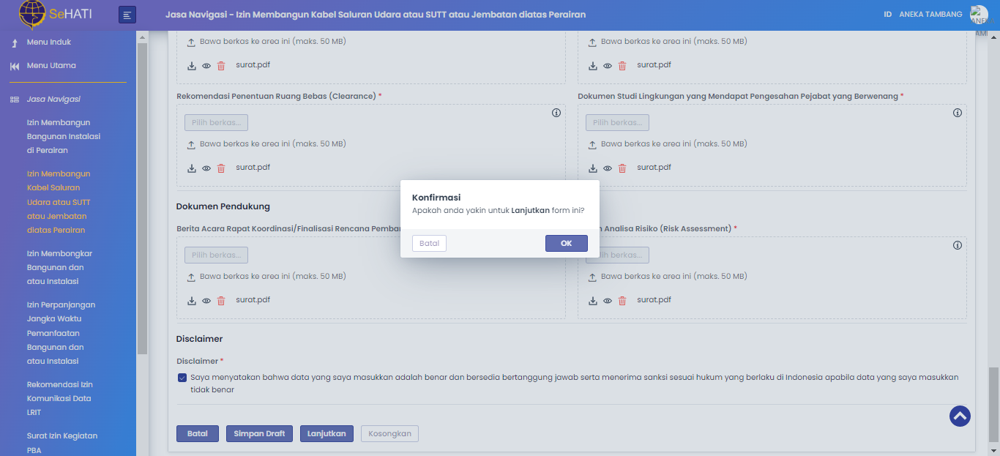 SeHATI
Jasa Navigasi - Izin Membangun Kabel Saluran Udara atau SUTT atau Jembatan diatas Perairan
ID ANEKA TAMBANG
Menu Induk
Menu Utama
Jasa Navigasi
Izin Membangun
Bangunan Instalasi
di Perairan
Izin Membangun
Kabel Saluran
Udara atau SUTT
atau Jembatan
diatas Perairan
Izin Membongkar
Bangunan dan
atau Instalasi
Izin Perpanjangan
Jangka Waktu
Pemanfaatan
Bangunan dan
atau Instalasi
Rekomendasi Izin
Komunikasi Data
LRIT
Surat Izin Kegiatan
PBA
Bawa berkas ke area ini (maks. 50 MB)
surat.pdf
Bawa berkas ke area ini (maks. 50 MB)
surat.pdf
Rekomendasi Penentuan Ruang Bebas (Clearance) *
Pilih berkas...
Bawa berkas ke area ini (maks. 50 MB)
surat.pdf
Dokumen Studi Lingkungan yang Mendapat Pengesahan Pejabat yang Berwenang *
Pilih berkas...
Bawa berkas ke area ini (maks. 50 MB)
surat.pdf
Dokumen Pendukung
Berita Acara Rapat Koordinasi/Finalisasi Rencana
Pilih berkas...
Bawa berkas ke area ini (maks. 50 MB)
surat.pdf
Analisa Risiko (Risk Assessment) *
berkas...
Bawa berkas ke area ini (maks. 50 MB)
surat.pdf
Konfirmasi
Apakah anda yakin untuk Lanjutkan form ini?
Batal
OK
Disclaimer
Disclaimer *
Saya menyatakan bahwa data yang saya masukkan adalah benar dan bersedia bertanggung jawab serta menerima sanksi sesuai hukum yang berlaku di Indonesia apabila data yang saya masukkan
tidak benar
Batal
Simpan Draft
Lanjutkan
Kosongkan